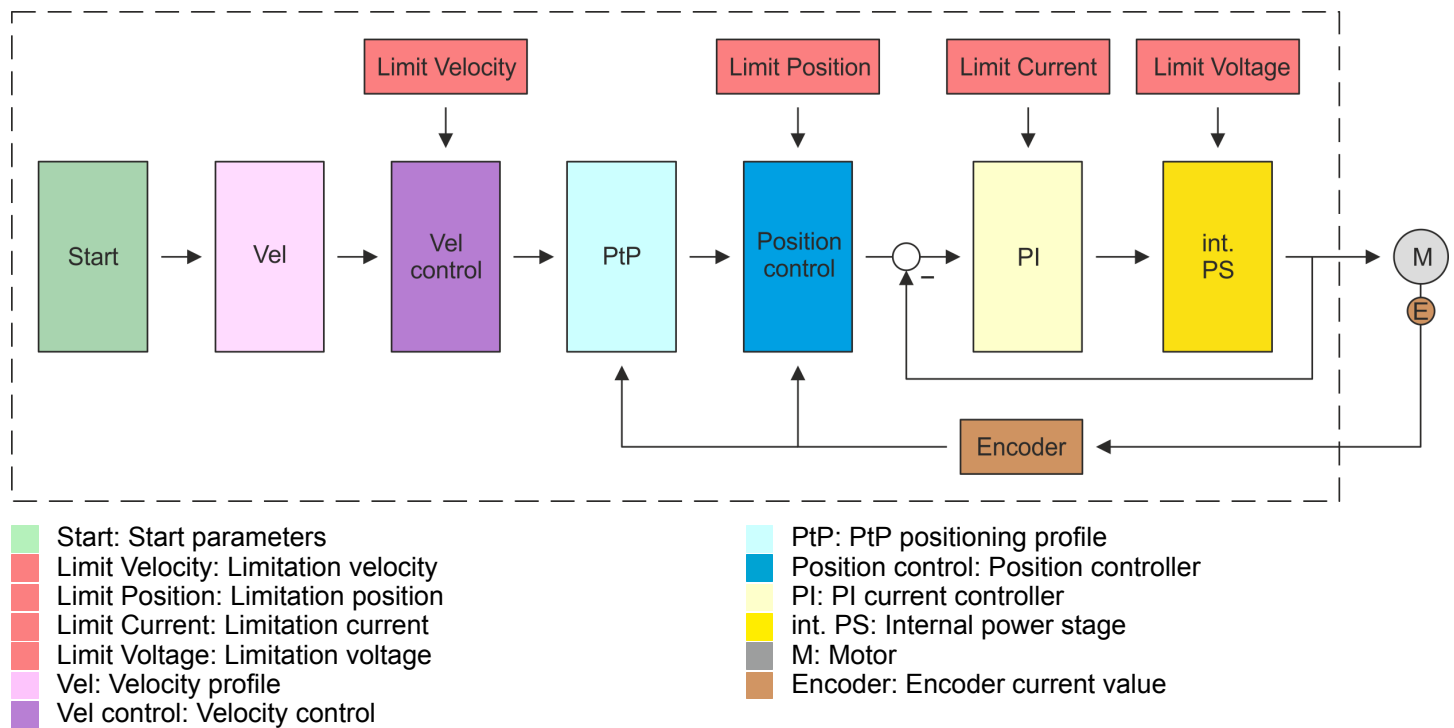 Limit Velocity
Limit Position
Limit Current
Limit Voltage
Start
Vel
Vel
control
PtP
Position
control
–
PI
int.
PS
M
E
Encoder
Start: Start parameters
Limit Velocity: Limitation velocity
Limit Position: Limitation position
Limit Current: Limitation current
Limit Voltage: Limitation voltage
Vel: Velocity profile
Vel control: Velocity control
PtP: PtP positioning profile
Position control: Position controller
PI: PI current controller
int. PS: Internal power stage
M: Motor
Encoder: Encoder current value